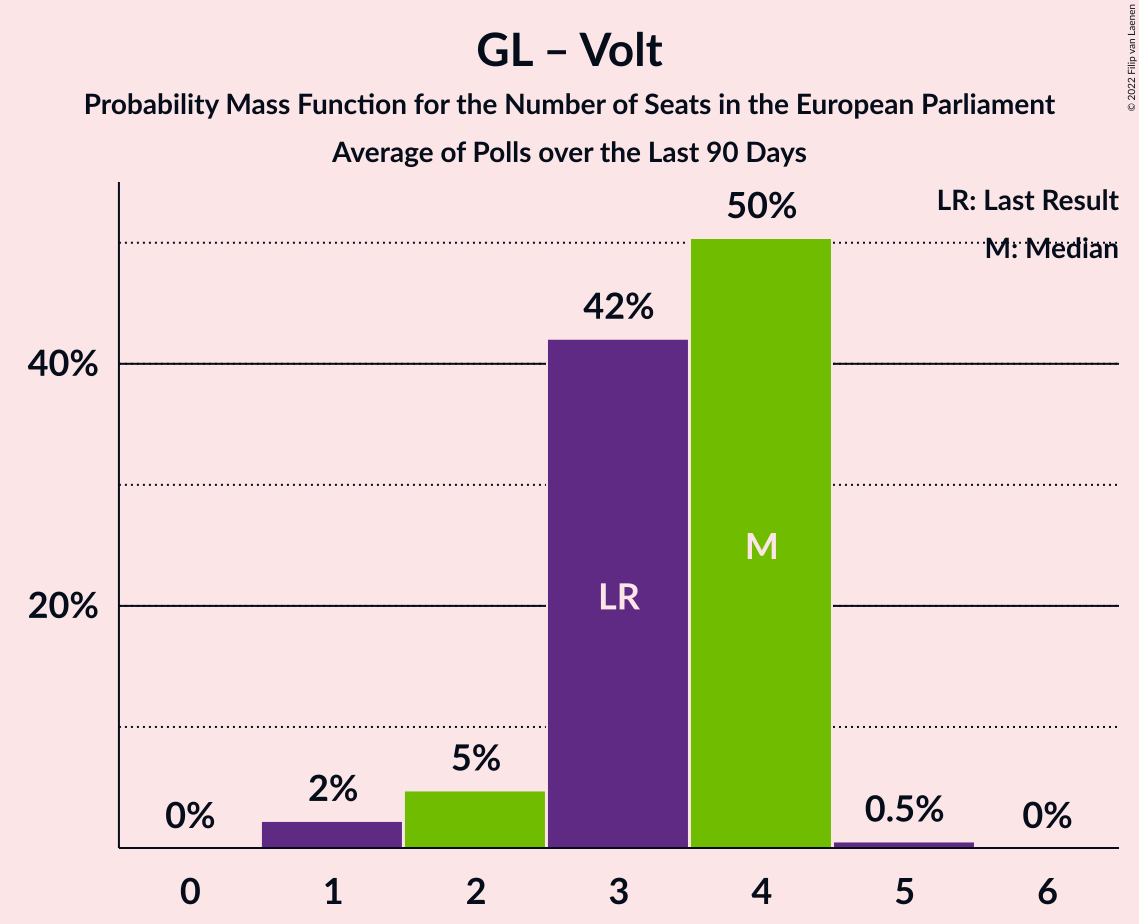 GL – Volt
Probability Mass Function for the Number of Seats in the European Parliament
Average of Polls over the Last 90 Days
© 2022 Filip van Laenen
LR: Last Result
M: Median
50%
42%
40%
M
LR
20%
5%
2%
0%
0.5%
0%
0 1 2 3 4 5 6